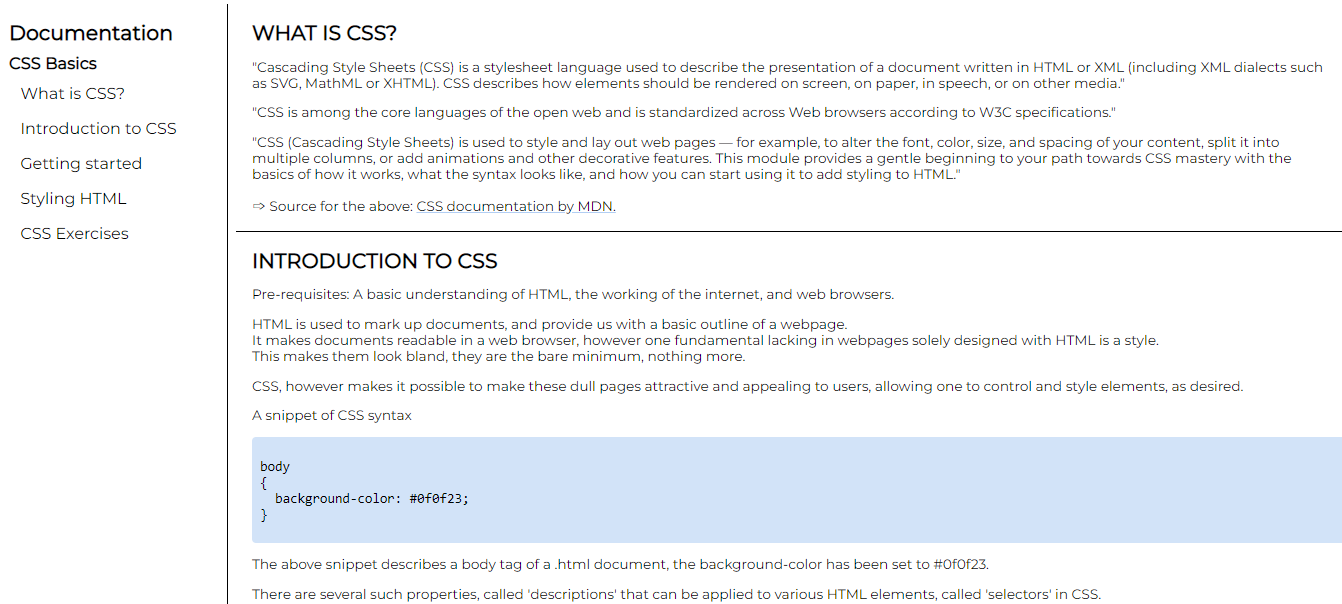 Documentation
CSS Basics
What is CSS?
Introduction to CSS
Getting started
Styling HTML
CSS Exercises
WHAT IS CSS?
"Cascading Style Sheets (CSS) is a stylesheet language used to describe the presentation of a document written in HTML or XML (including XML dialects such
as SVG, MathML or XHTML). CSS describes how elements should be rendered on screen, on paper, in speech, or on other media."
"CSS is among the core languages of the open web and is standardized across Web browsers according to W3C specifications."
"CSS (Cascading Style Sheets) is used to style and lay out web pages — for example, to alter the font, color, size, and spacing of your content, split it into
multiple columns, or add animations and other decorative features. This module provides a gentle beginning to your path towards CSS mastery with the
basics of how it works, what the syntax looks like, and how you can start using it to add styling to HTML."
⇨ Source for the above: CSS documentation by MDN.
INTRODUCTION TO CSS
Pre-requisites: A basic understanding of HTML, the working of the internet, and web browsers.
HTML is used to mark up documents, and provide us with a basic outline of a webpage.
It makes documents readable in a web browser, however one fundamental lacking in webpages solely designed with HTML is a style.
This makes them look bland, they are the bare minimum, nothing more.
CSS, however makes it possible to make these dull pages attractive and appealing to users, allowing one to control and style elements, as desired.
A snippet of CSS syntax
body
{
  background-color: #0f0f23;
}
The above snippet describes a body tag of a .html document, the background-color has been set to #0f0f23.
There are several such properties, called 'descriptions' that can be applied to various HTML elements, called 'selectors' in CSS.